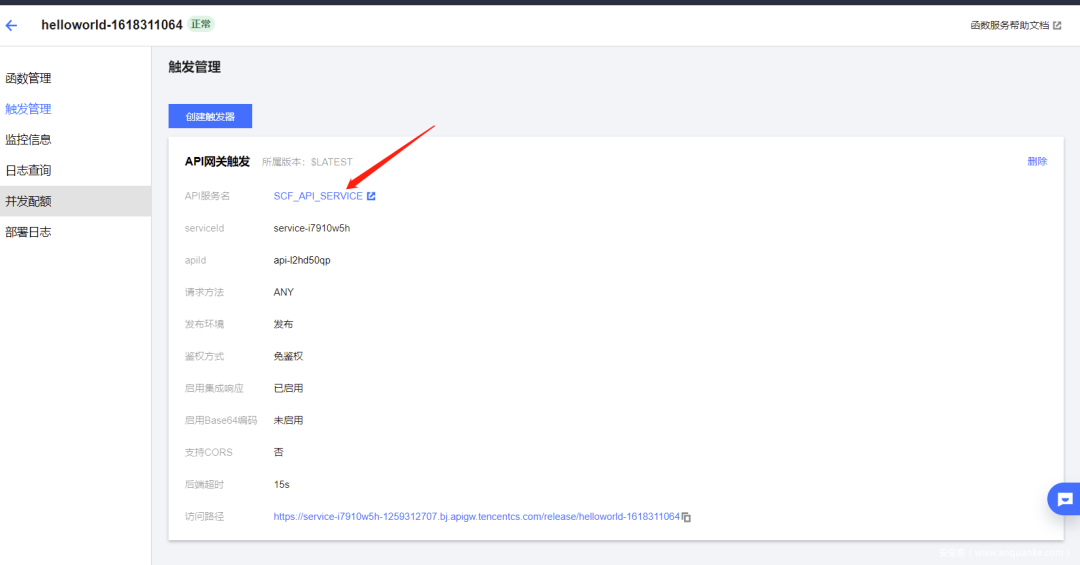 helloworld-1618311064 正常
函数服务帮助文档
函数管理
触发管理
监控信息
日志查询
并发配额
部署日志
触发管理
创建触发器
API网关触发 所属版本：$LATEST 删除
API服务名 SCF_API_SERVICE
serviceId service-i7910w5h
apiId api-l2hd50qp
请求方法 ANY
发布环境 发布
鉴权方式 免鉴权
启用集成响应 已启用
启用Base64编码 未启用
支持CORS 否
后端超时 15s
访问路径 https://service-i7910w5h-1259312707.bj.apigw.tencentcs.com/release/helloworld-1618311064